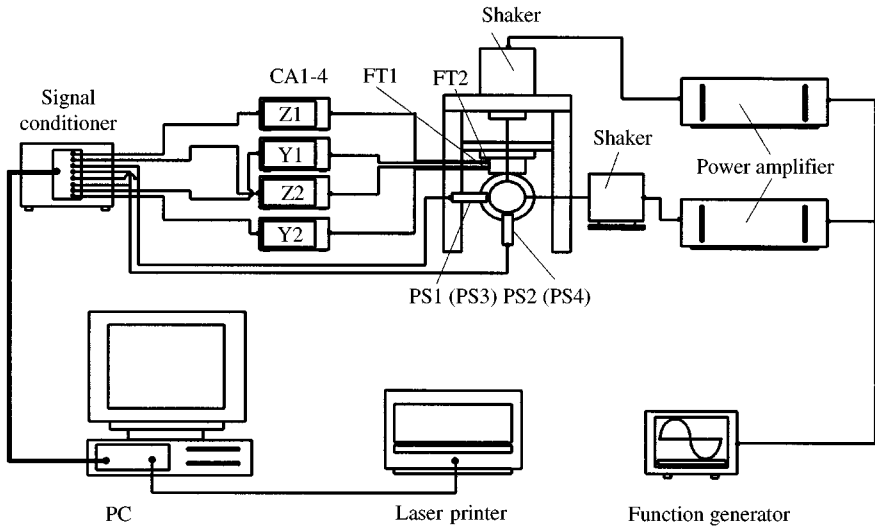 Shaker
CA1-4
FT1
FT2
Signal
conditioner
Z1
Y1
Z2
Y2
Shaker
Power amplifier
PS1 (PS3) PS2 (PS4)
PC
Laser printer
Function generator